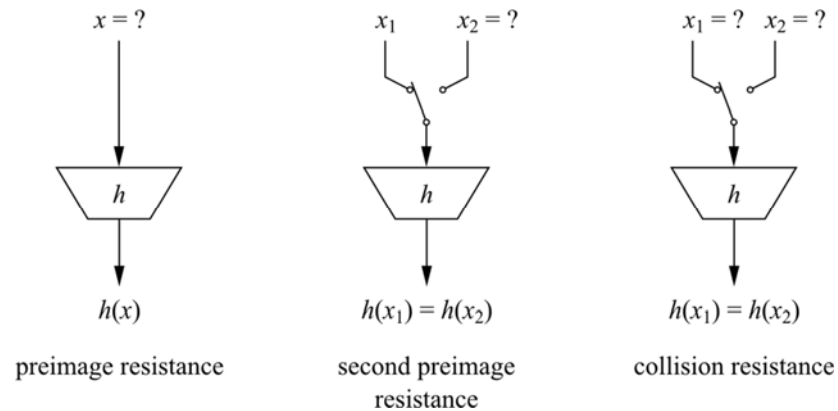 x = ?
h
h(x)
preimage resistance
x₁ x₂ = ?
h
h(x₁) = h(x₂)
second preimage
resistance
x₁ = ? x₂ = ?
h
h(x₁) = h(x₂)
collision resistance